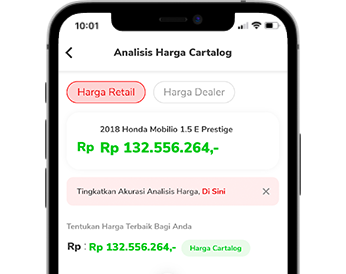 10:01
Analisis Harga Cartalog
Harga Retail Harga Dealer
2018 Honda Mobilio 1.5 E Prestige
Rp Rp 132.556.264,-
Tingkatkan Akurasi Analisis Harga, Di Sini
Tentukan Harga Terbaik Bagi Anda
Rp : Rp 132.556.264,- Harga Cartalog